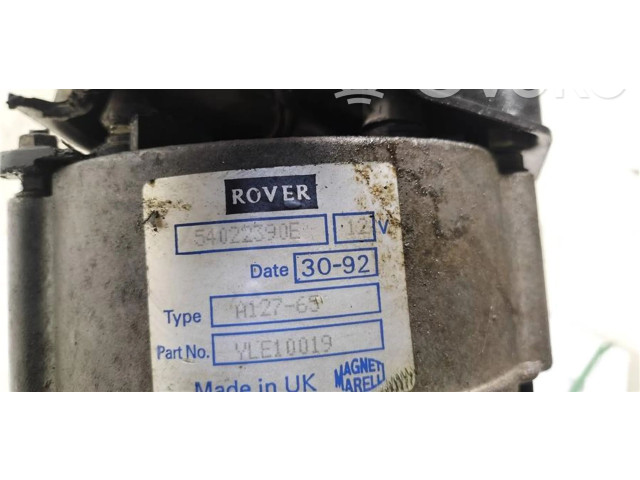 ROVER
54022390E 12 V
Date 30-92
Type A127-65
Part No. YLE10019
Made in UK
MAGNETI
MARELLI